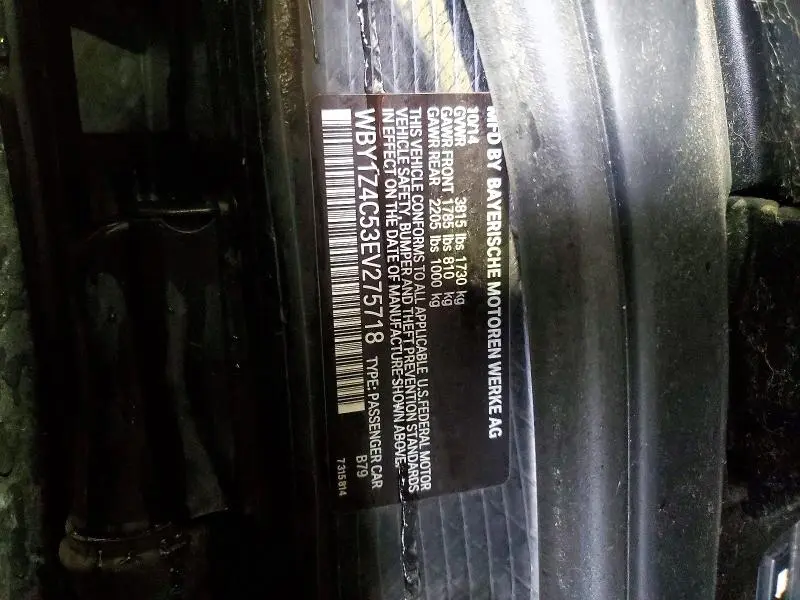 MFD BY BAYERISCHE MOTOREN WERKE AG
10/14
GVWR 3815 lbs 1730 kg
GAWR FRONT 1785 lbs 810 kg
GAWR REAR 2205 lbs 1000 kg
THIS VEHICLE CONFORMS TO ALL APPLICABLE U.S.FEDERAL MOTOR
VEHICLE SAFETY, BUMPER AND THEFT PREVENTION STANDARDS
IN EFFECT ON THE DATE OF MANUFACTURE SHOWN ABOVE.
WBY1Z4C53EV275718 TYPE: PASSENGER CAR
B79
7315814